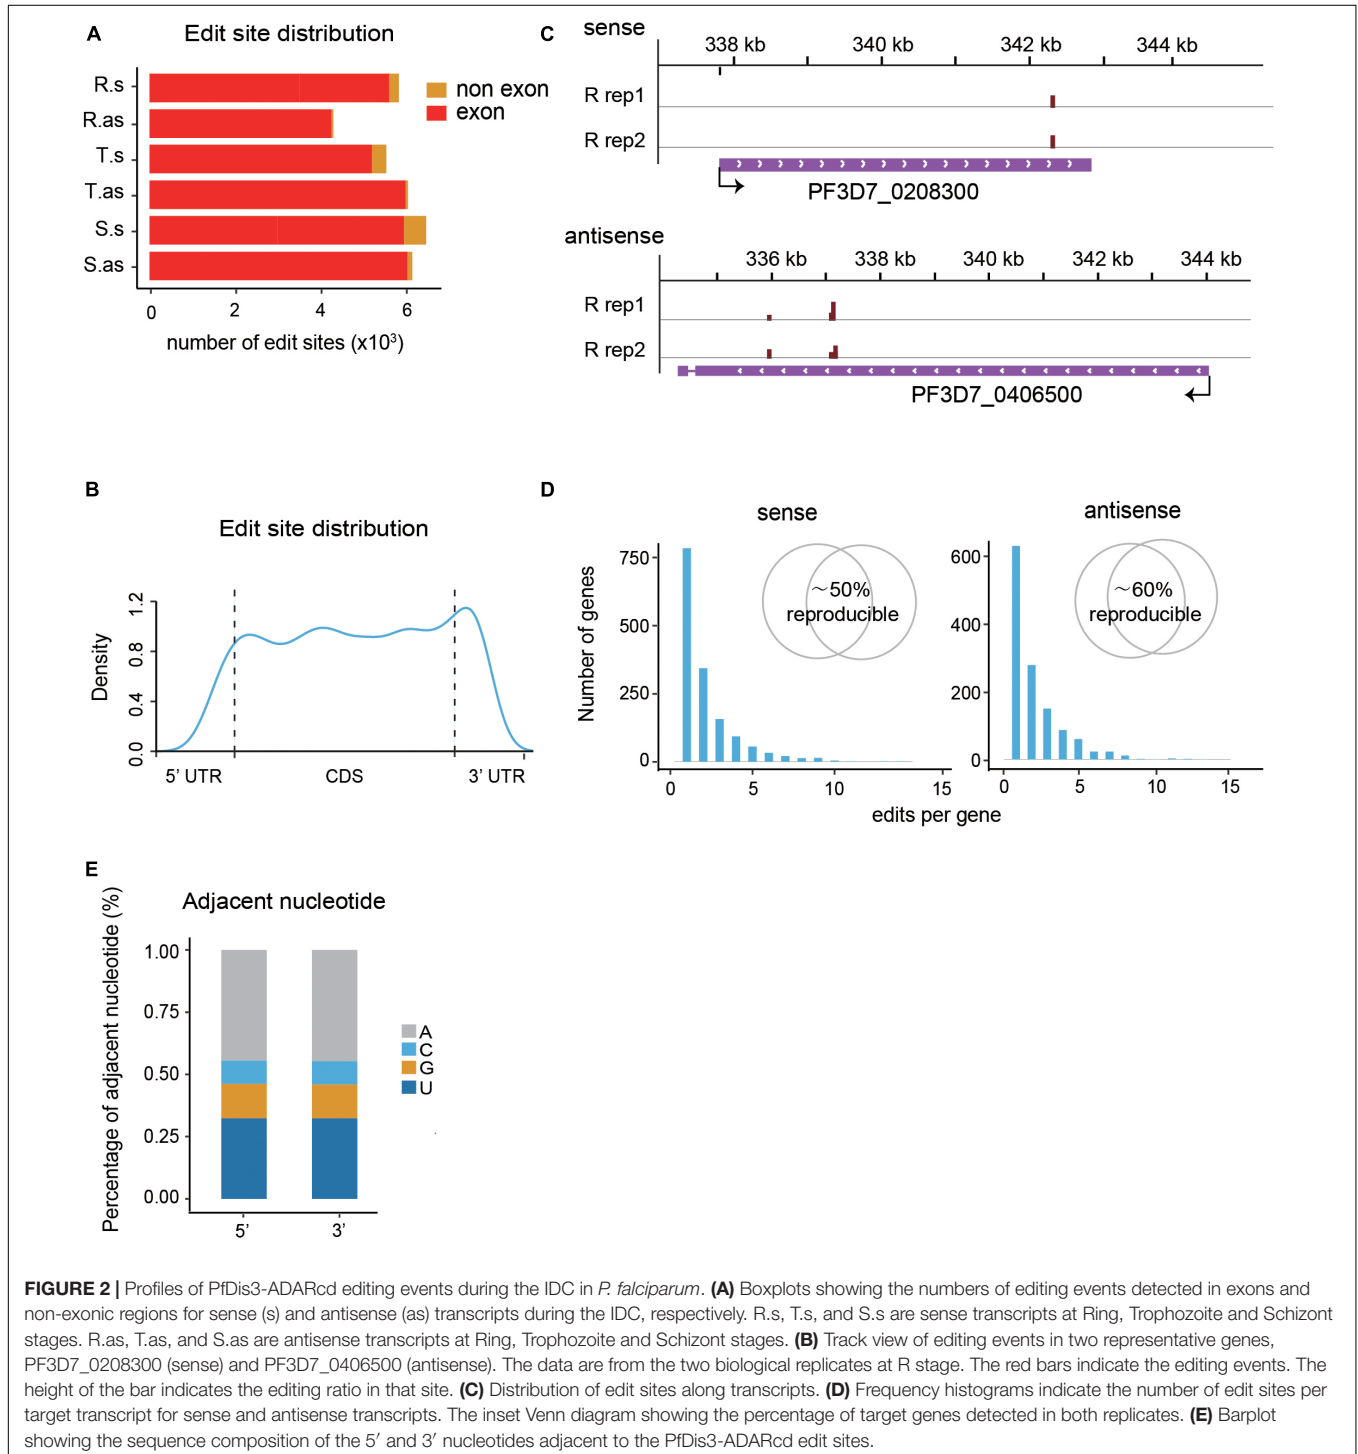 A
Edit site distribution
R.s
R.as
T.s
T.as
S.s
S.as
non exon
exon
0 2 4 6
number of edit sites (x10³)
C
sense
338 kb 340 kb 342 kb 344 kb
R rep1
R rep2
PF3D7_0208300
antisense
336 kb 338 kb 340 kb 342 kb 344 kb
R rep1
R rep2
PF3D7_0406500
B
Edit site distribution
Density
1.2
0.8
0.4
0.0
5' UTR CDS 3' UTR
D
sense
Number of genes
750
500
250
0
~50%
reproducible
0 5 10 15
antisense
600
400
200
0
~60%
reproducible
0 5 10 15
edits per gene
E
Adjacent nucleotide
Percentage of adjacent nucleotide (%)
1.00
0.75
0.50
0.25
0.00
5' 3'
A
C
G
U
FIGURE 2 | Profiles of PfDis3-ADARcd editing events during the IDC in P. falciparum. (A) Boxplots showing the numbers of editing events detected in exons and
non-exonic regions for sense (s) and antisense (as) transcripts during the IDC, respectively. R.s, T.s, and S.s are sense transcripts at Ring, Trophozoite and Schizont
stages. R.as, T.as, and S.as are antisense transcripts at Ring, Trophozoite and Schizont stages. (B) Track view of editing events in two representative genes,
PF3D7_0208300 (sense) and PF3D7_0406500 (antisense). The data are from the two biological replicates at R stage. The red bars indicate the editing events. The
height of the bar indicates the editing ratio in that site. (C) Distribution of edit sites along transcripts. (D) Frequency histograms indicate the number of edit sites per
target transcript for sense and antisense transcripts. The inset Venn diagram showing the percentage of target genes detected in both replicates. (E) Barplot
showing the sequence composition of the 5′ and 3′ nucleotides adjacent to the PfDis3-ADARcd edit sites.